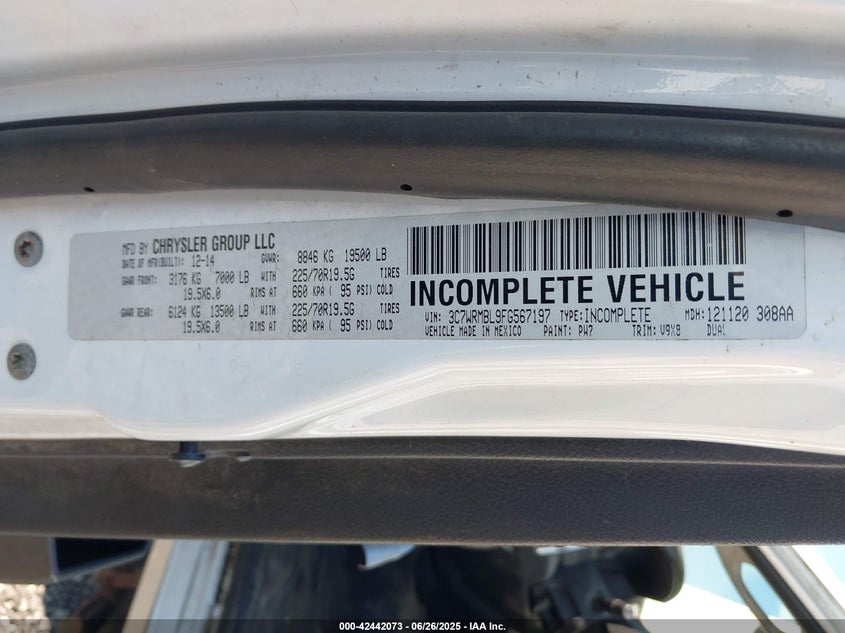 MFD BY CHRYSLER GROUP LLC
DATE OF MFR(BUILT): 12-14 GVWR: 8846 KG 19500 LB
GAWR FRONT: 3176 KG 7000 LB WITH 225/70R19.5G TIRES
19.5X6.0 RIMS AT 660 KPA ( 95 PSI) COLD
GAWR REAR: 6124 KG 13500 LB WITH 225/70R19.5G TIRES
19.5X6.0 RIMS AT 660 KPA ( 95 PSI) COLD
INCOMPLETE VEHICLE
VIN: 3C7WRMBL9FG567197 TYPE: INCOMPLETE MDH: 121120 308AA
VEHICLE MADE IN MEXICO PAINT: PW7 TRIM: V9X8 DUAL
000-42442073 - 06/26/2025 - IAA Inc.